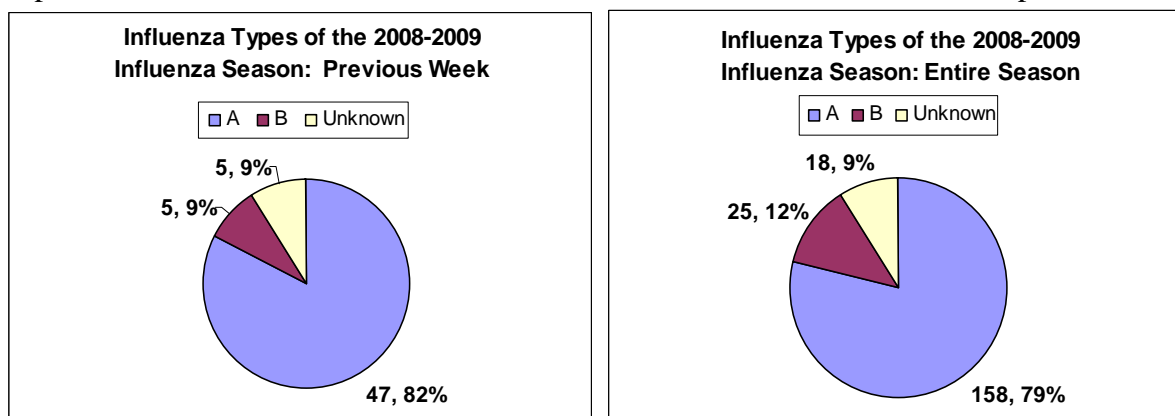 Influenza Types of the 2008-2009
Influenza Season: Previous Week
A B Unknown
5, 9%
5, 9%
47, 82%
Influenza Types of the 2008-2009
Influenza Season: Entire Season
A B Unknown
18, 9%
25, 12%
158, 79%